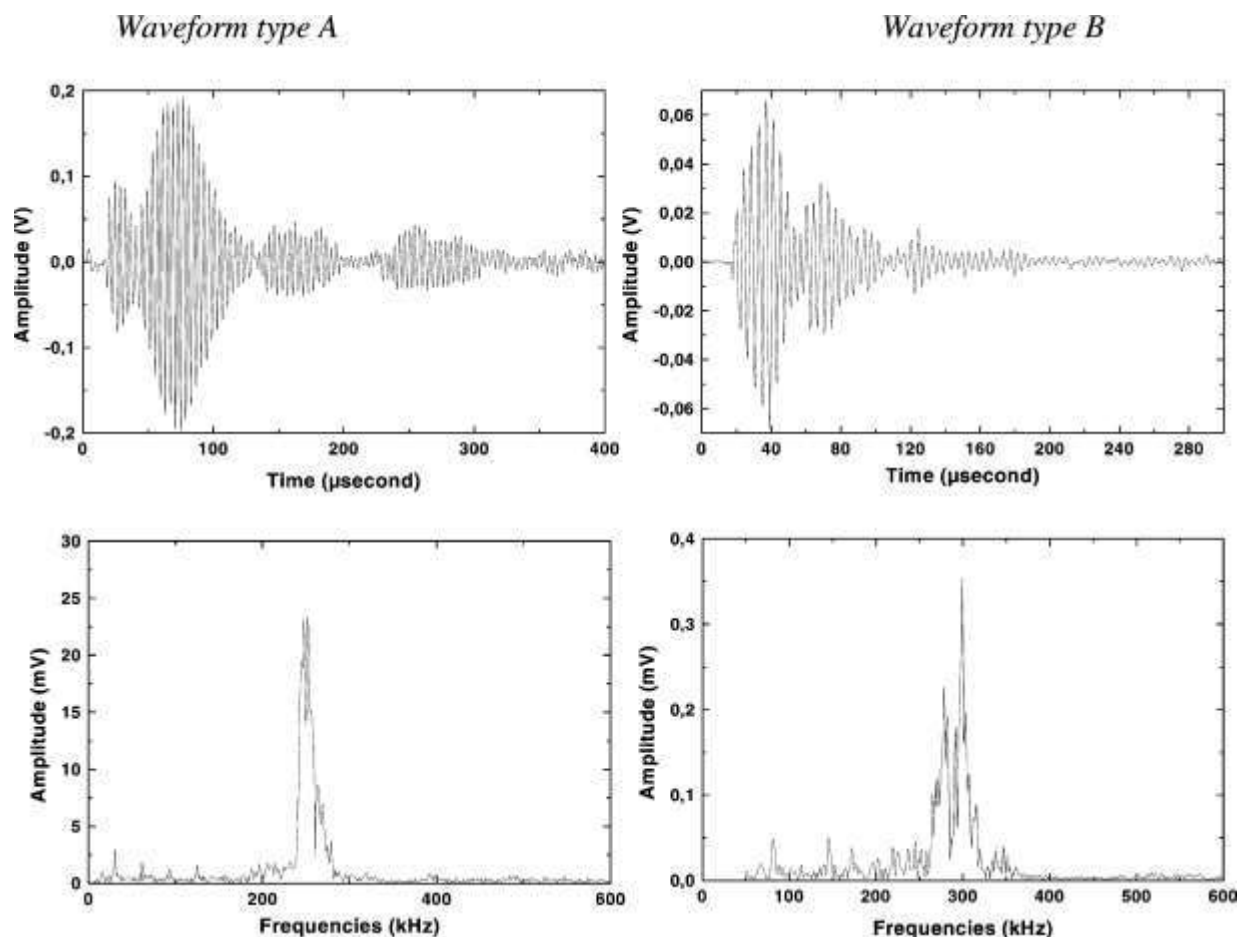 Waveform type A
Waveform type B
0,2
0,1
0,0
-0,1
-0,2
Amplitude (V)
0 100 200 300 400
Time (µsecond)
0,06
0,04
0,02
0,00
-0,02
-0,04
-0,06
Amplitude (V)
0 40 80 120 160 200 240 280
Time (µsecond)
30
25
20
15
10
5
0
Amplitude (mV)
0 200 400 600
Frequencies (kHz)
0,4
0,3
0,2
0,1
0,0
Amplitude (mV)
0 100 200 300 400 500 600
Frequencies (kHz)